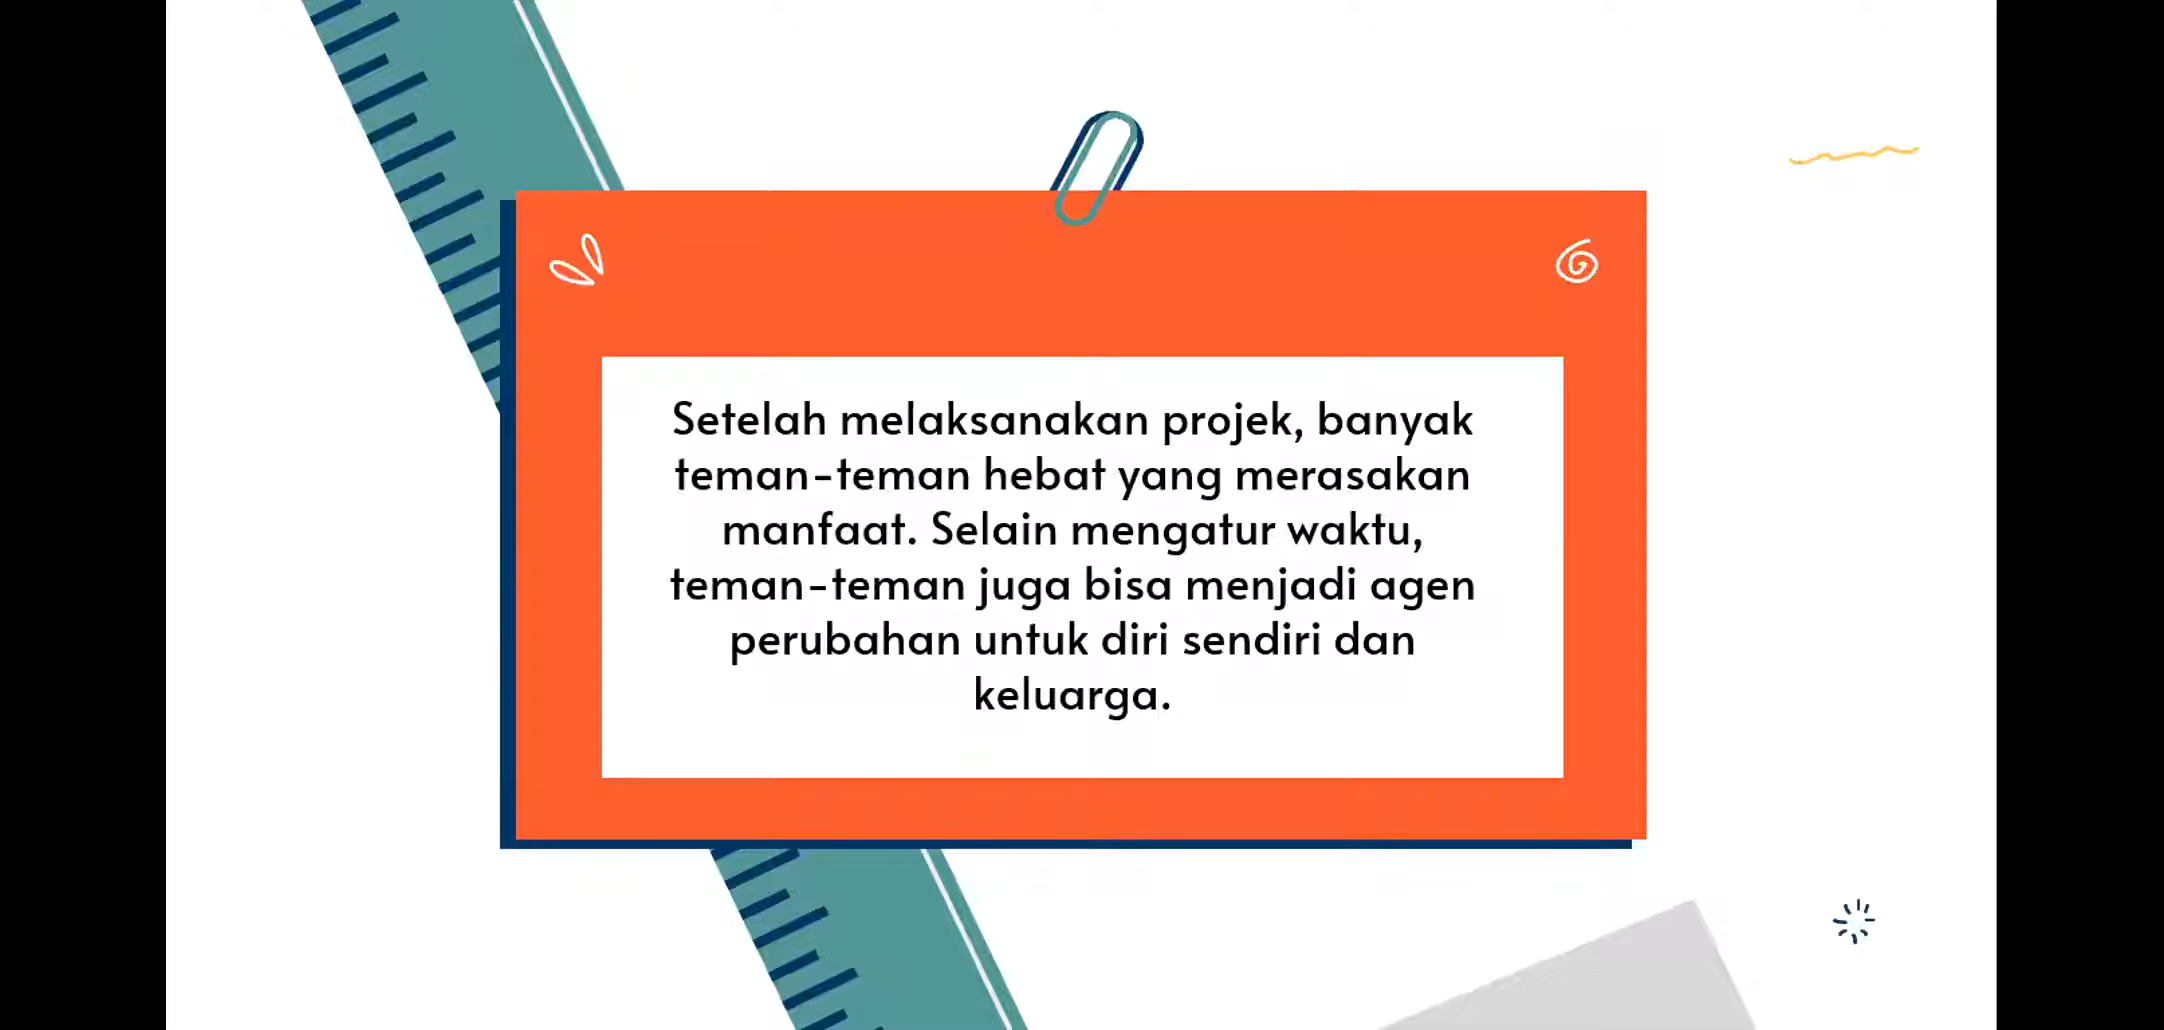 Setelah melaksanakan projek, banyak
teman-teman hebat yang merasakan
manfaat. Selain mengatur waktu,
teman-teman juga bisa menjadi agen
perubahan untuk diri sendiri dan
keluarga.